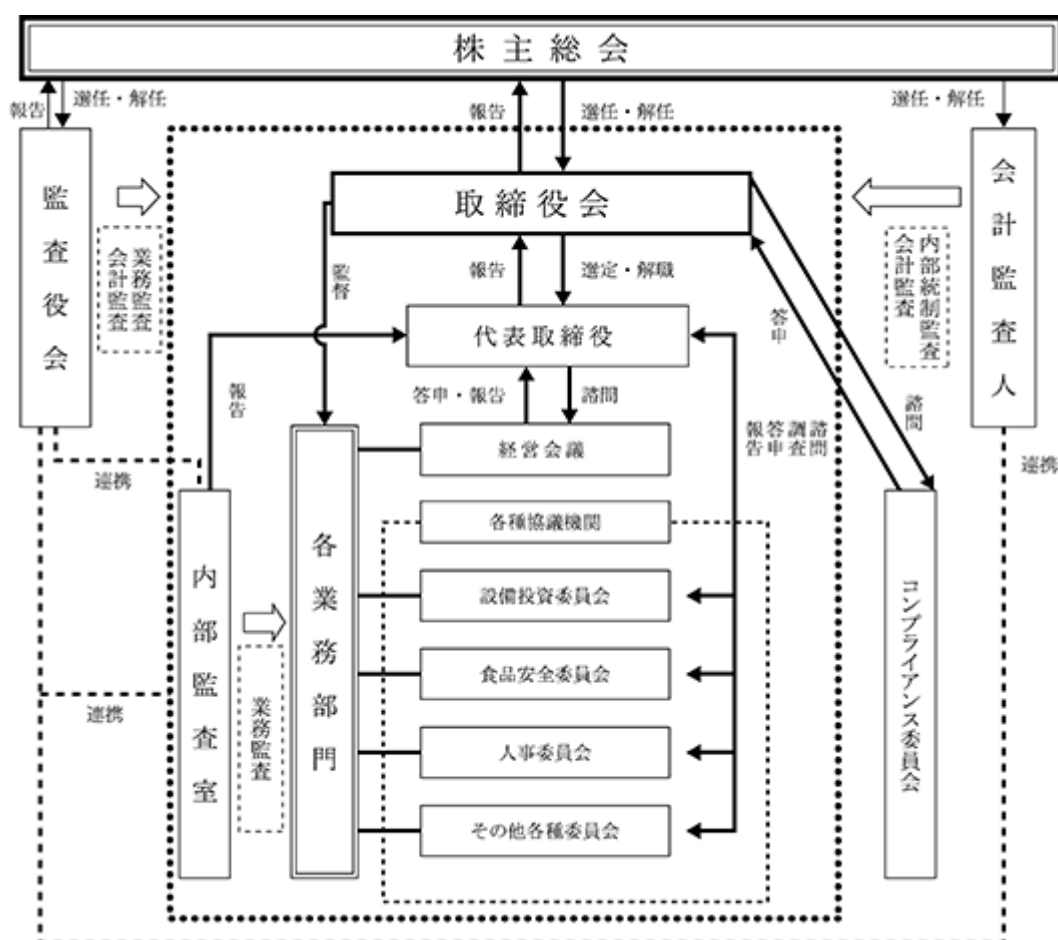 株主総会
報告
選任・解任
報告
選任・解任
選任・解任
監査役会
業務監査
会計監査
取締役会
会計監査人
内部統制監査
会計監査
監督
報告
選定・解職
代表取締役
答申
諮問
報告
答申・報告
諮問
経営会議
諮問
調査
答申
報告
連携
連携
各種協議機関
内部監査室
業務監査
各業務部門
設備投資委員会
食品安全委員会
人事委員会
その他各種委員会
コンプライアンス委員会
連携